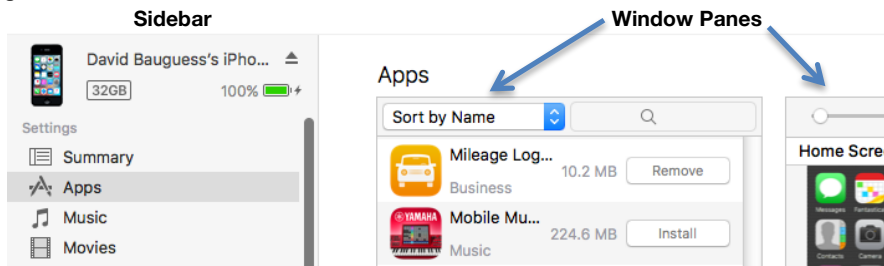 Sidebar
Window Panes
David Bauguess's iPho...
32GB
100%
Settings
Summary
Apps
Music
Movies
Apps
Sort by Name
Mileage Log...
10.2 MB
Remove
Business
YAMAHA
Mobile Mu...
224.6 MB
Install
Music
Home Scre
Messages
Contacts
Camera